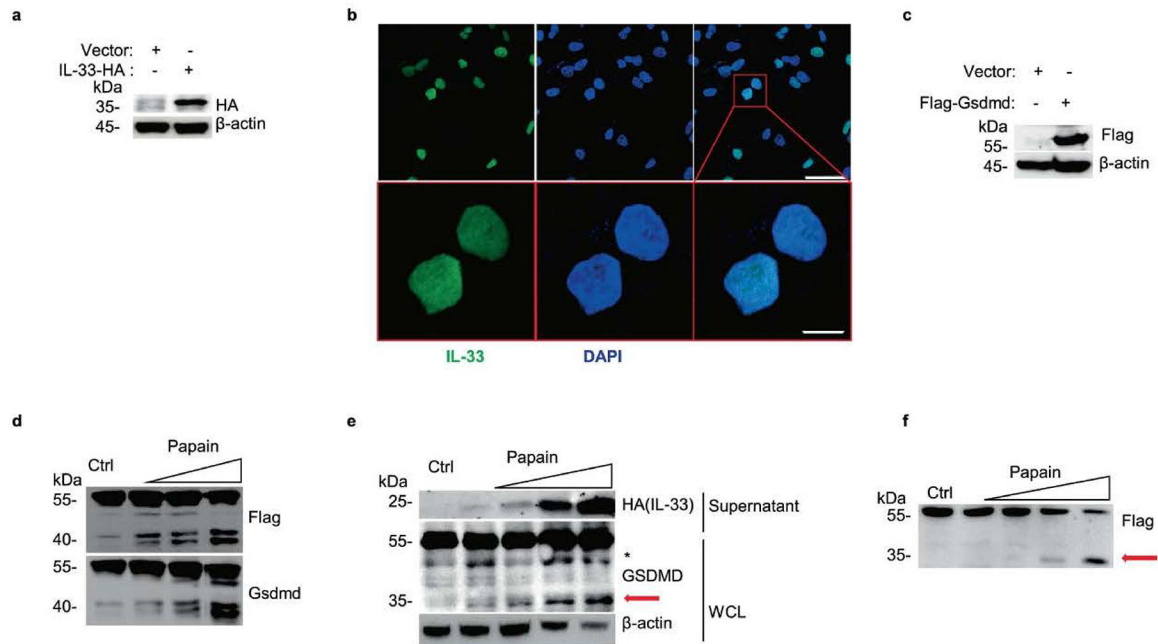 a
Vector: + -
IL-33-HA : - +
kDa
35- HA
45- β-actin
b
IL-33 DAPI
c
Vector: + -
Flag-Gsdmd: - +
kDa
55- Flag
45- β-actin
d
Ctrl Papain
kDa
55-
Flag
40-
55-
Gsdmd
40-
e
Ctrl Papain
kDa
25- HA(IL-33) Supernatant
55-
*
GSDMD
35-
WCL
β-actin
45-
f
Ctrl Papain
kDa
55- Flag
35-